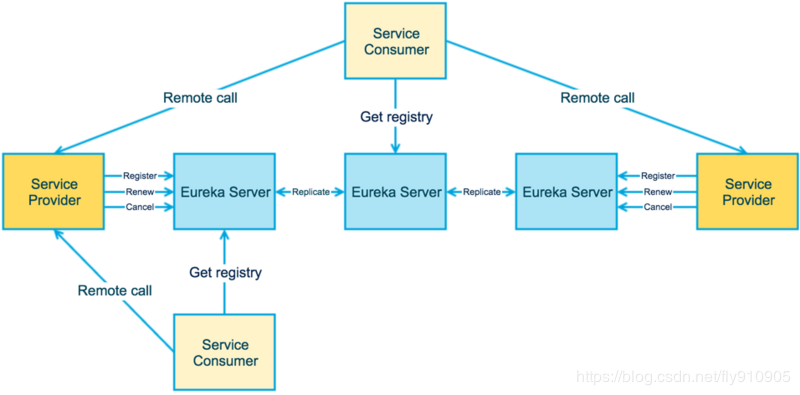 Service
Consumer
Remote call
Remote call
Get registry
Service
Provider
Register
Renew
Cancel
Eureka Server
Replicate
Eureka Server
Replicate
Eureka Server
Register
Renew
Cancel
Service
Provider
Get registry
Remote call
Service
Consumer
https://blog.csdn.net/fly910905